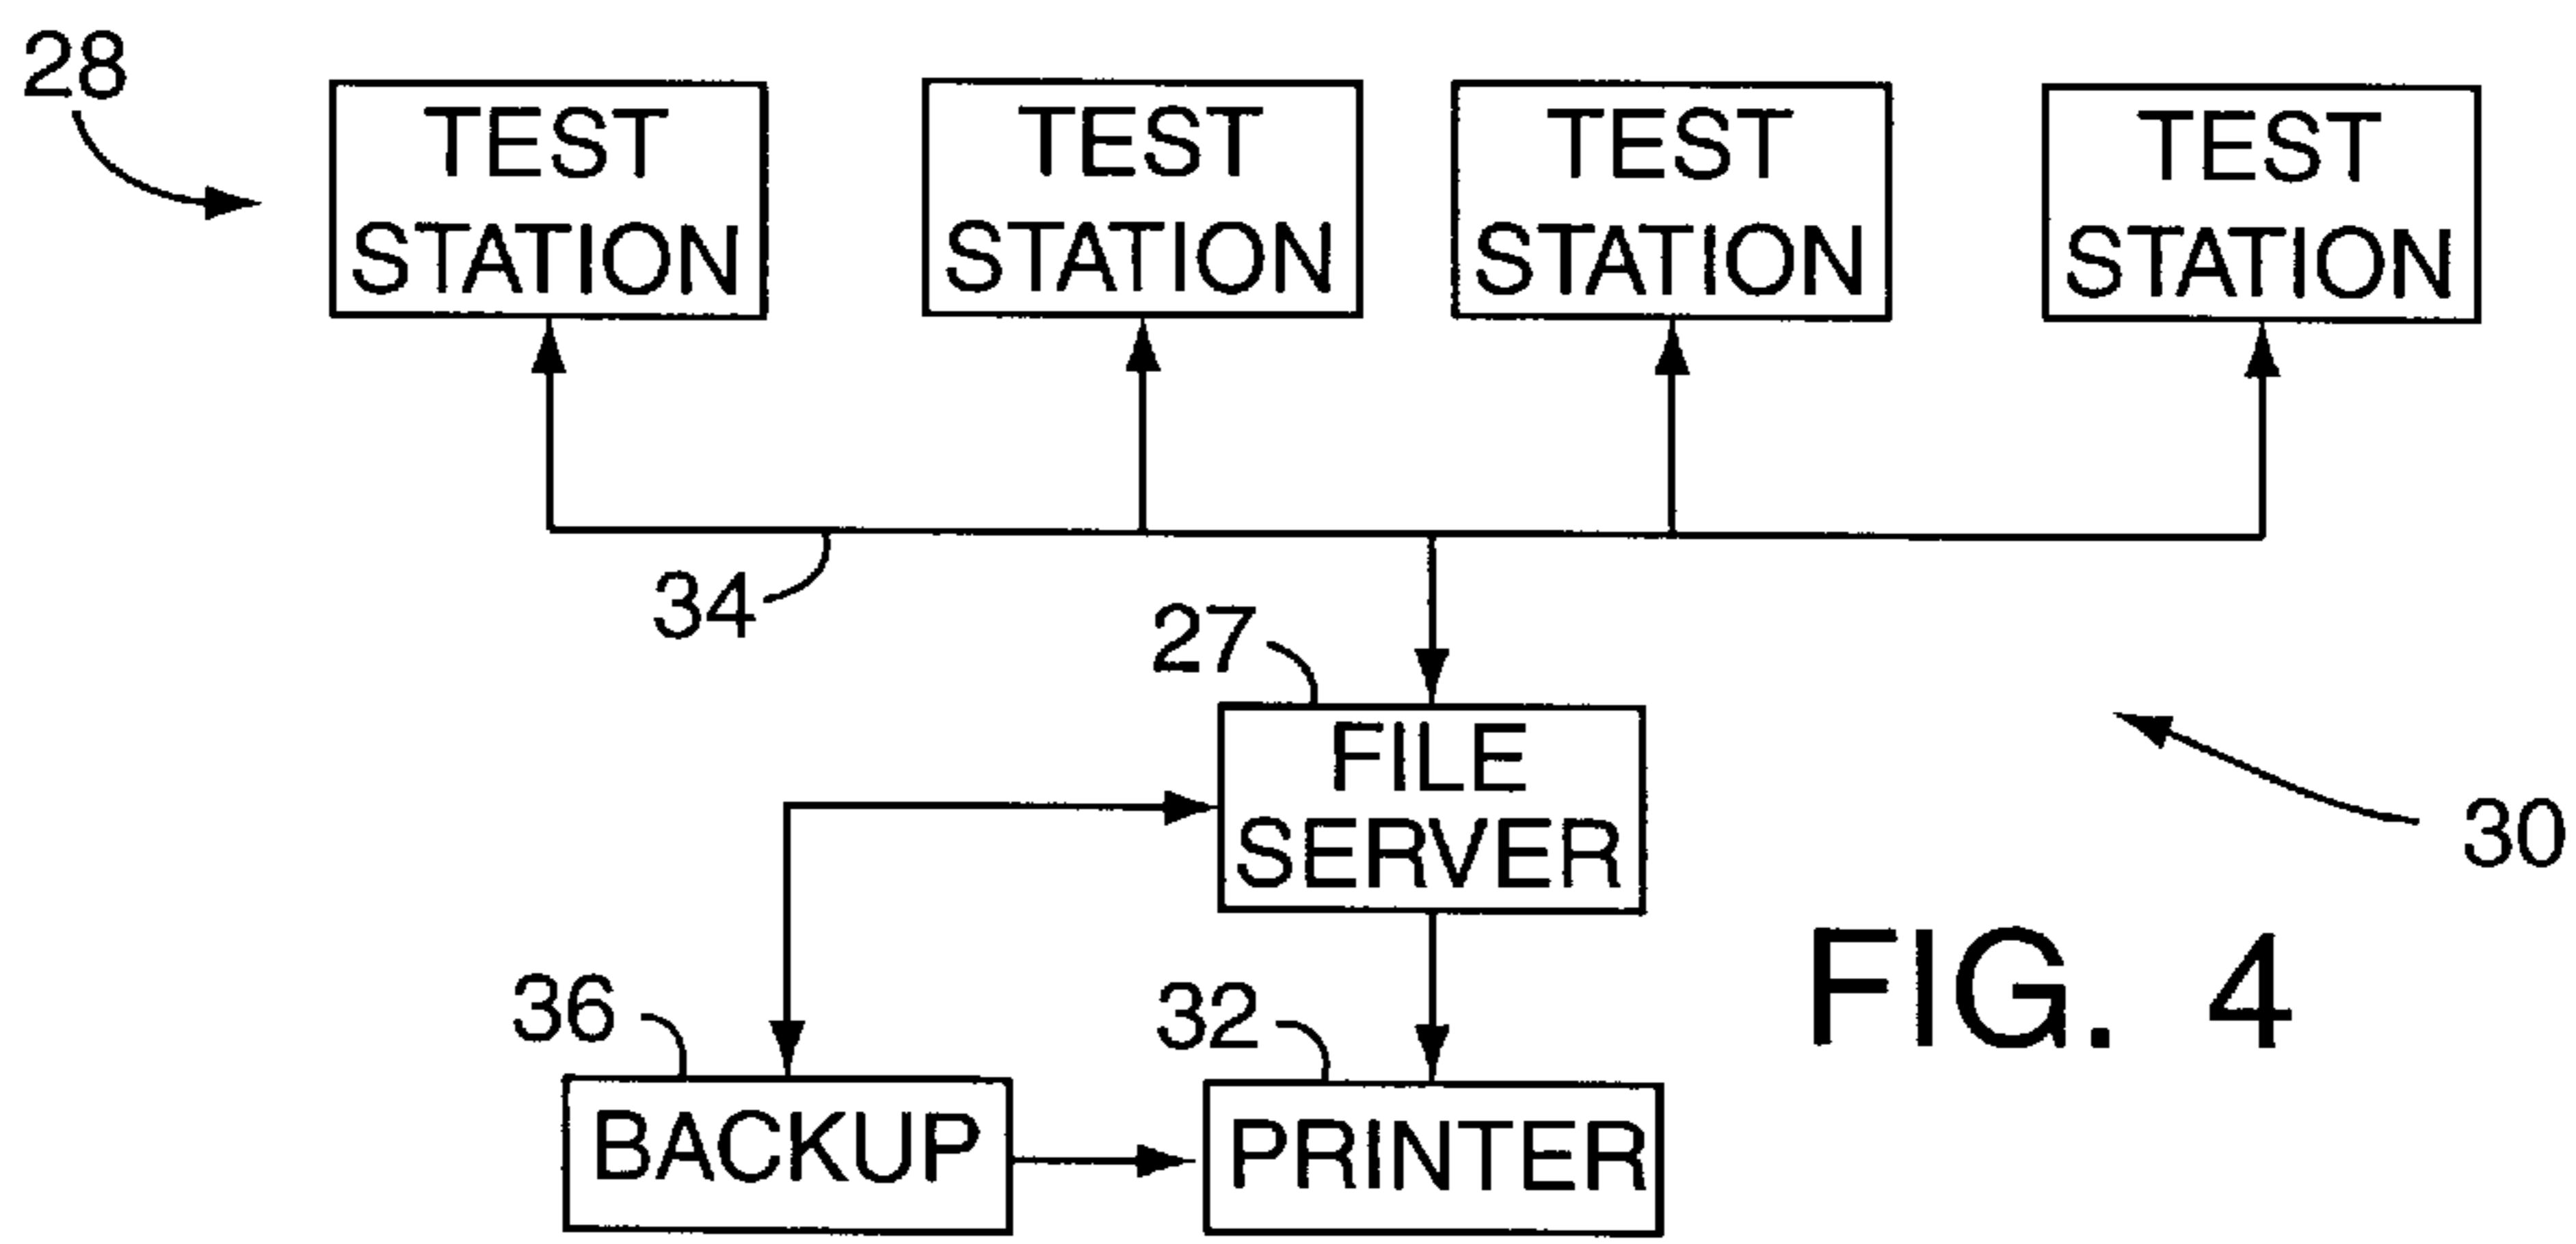 28
TEST
STATION
TEST
STATION
TEST
STATION
TEST
STATION
34
27
FILE
SERVER
30
36
BACKUP
32
PRINTER
FIG. 4